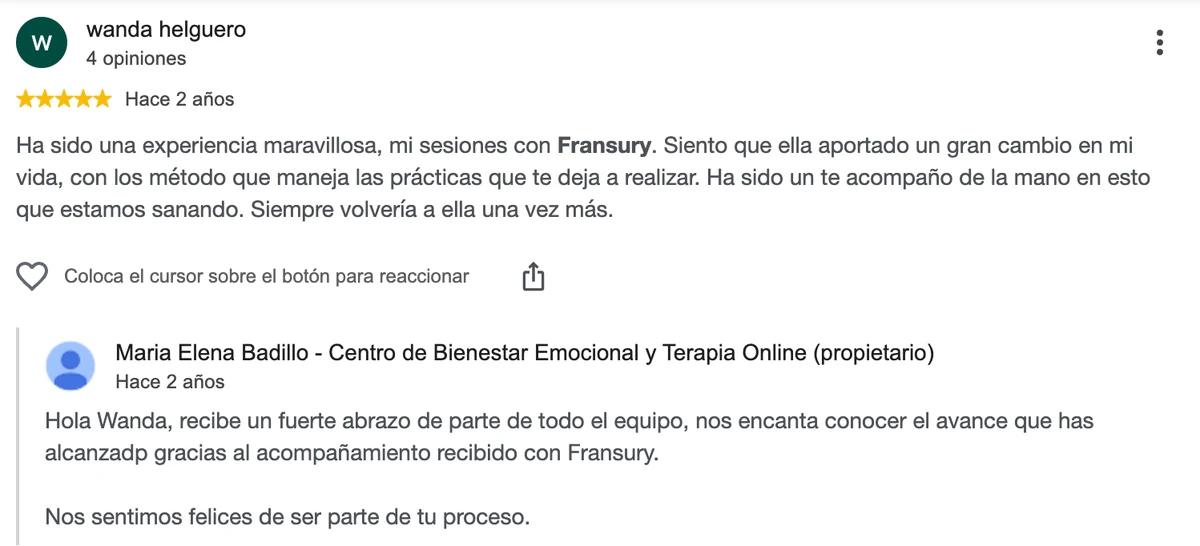 W
wanda helguero
4 opiniones
Hace 2 años
Ha sido una experiencia maravillosa, mi sesiones con Fransury. Siento que ella aportado un gran cambio en mi
vida, con los método que maneja las prácticas que te deja a realizar. Ha sido un te acompaño de la mano en esto
que estamos sanando. Siempre volvería a ella una vez más.
Coloca el cursor sobre el botón para reaccionar
Maria Elena Badillo - Centro de Bienestar Emocional y Terapia Online (propietario)
Hace 2 años
Hola Wanda, recibe un fuerte abrazo de parte de todo el equipo, nos encanta conocer el avance que has
alcanzadp gracias al acompañamiento recibido con Fransury.
Nos sentimos felices de ser parte de tu proceso.